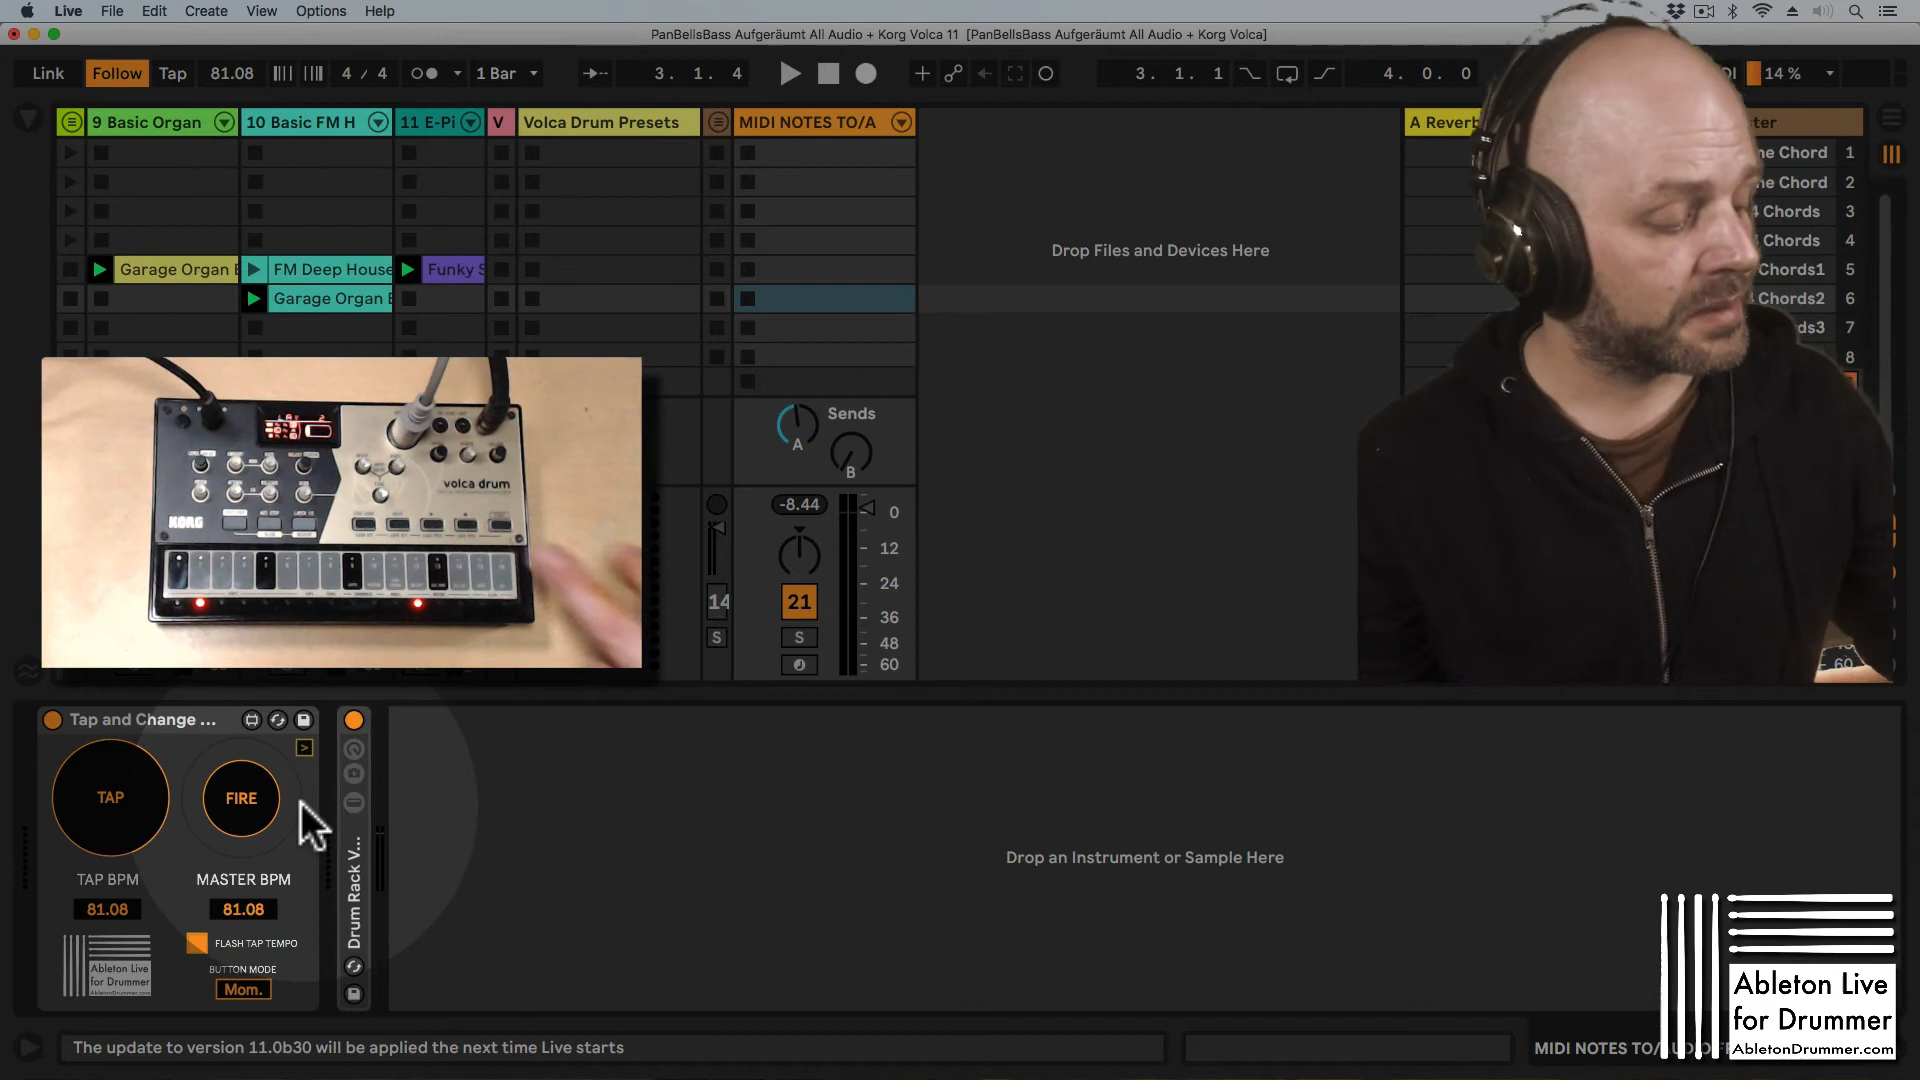 Live File Edit Create View Options Help
PanBellsBass Aufgeräumt All Audio + Korg Volca 11 [PanBellsBass Aufgeräumt All Audio + Korg Volca]
Link Follow Tap 81.08 4 / 4 1 Bar 3. 1. 4 3. 1. 1 4. 0. 0 14 %
9 Basic Organ 10 Basic FM H 11 E-Pi V Volca Drum Presets MIDI NOTES TO/A A Reverb
ne Chord 1
ne Chord 2
Chords 3
Drop Files and Devices Here
Chords 4
Garage Organ FM Deep House Funky S Chords1 5
Garage Organ Chords2 6
ds3 7
8
Sends
A
B
volca drum
KORG
-8.44
0
12
24
36
48
60
14 21
S S
60
Tap and Change ...
TAP FIRE
TAP BPM MASTER BPM
81.08 81.08
FLASH TAP TEMPO
BUTTON MODE
Mom.
Ableton Live
for Drummer
AbletonDrummer.com
Drum Rack V...
Drop an Instrument or Sample Here
Ableton Live
for Drummer
AbletonDrummer.com
The update to version 11.0b30 will be applied the next time Live starts
MIDI NOTES TO/